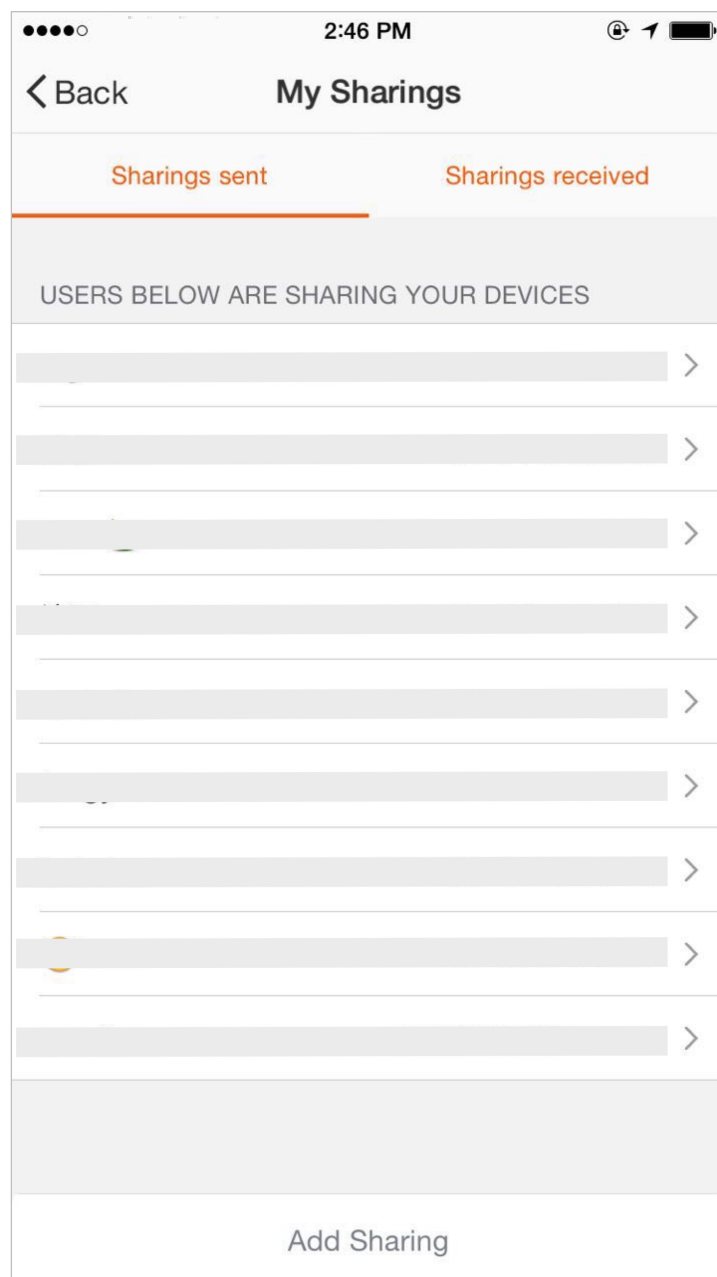 2:46 PM
Back
My Sharings
Sharings sent
Sharings received
USERS BELOW ARE SHARING YOUR DEVICES
Add Sharing